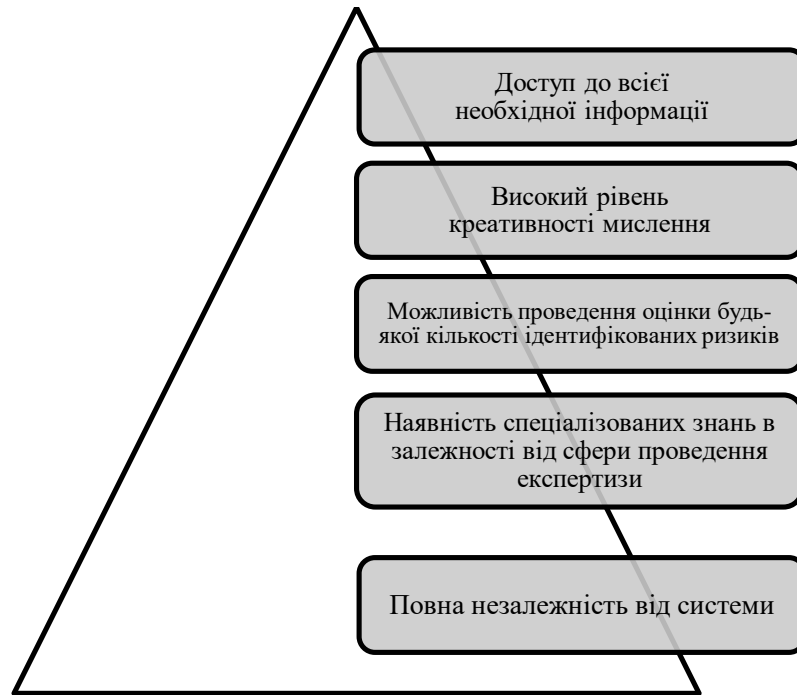 Доступ до всієї
необхідної інформації
Високий рівень
креативності мислення
Можливість проведення оцінки будь-
якої кількості ідентифікованих ризиків
Наявність спеціалізованих знань в
залежності від сфери проведення
експертизи
Повна незалежність від системи